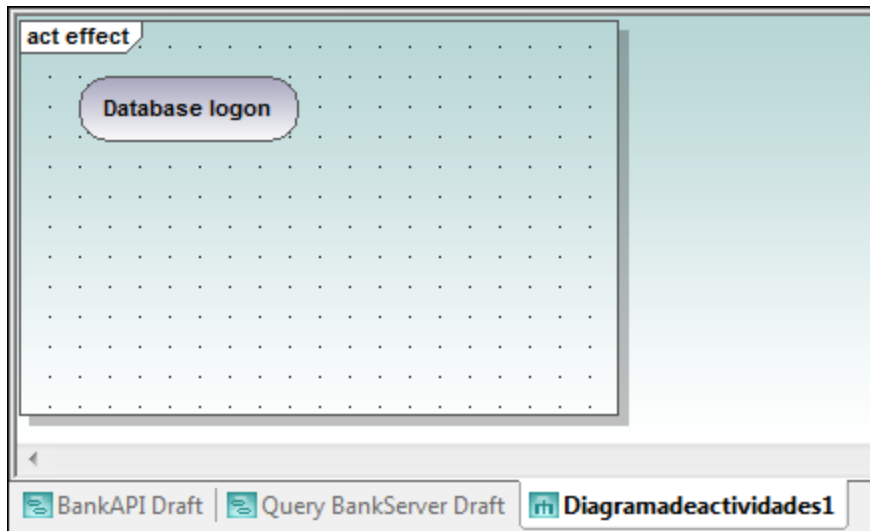 act effect
Database logon
BankAPI Draft
Query BankServer Draft
Diagramadeactividades1